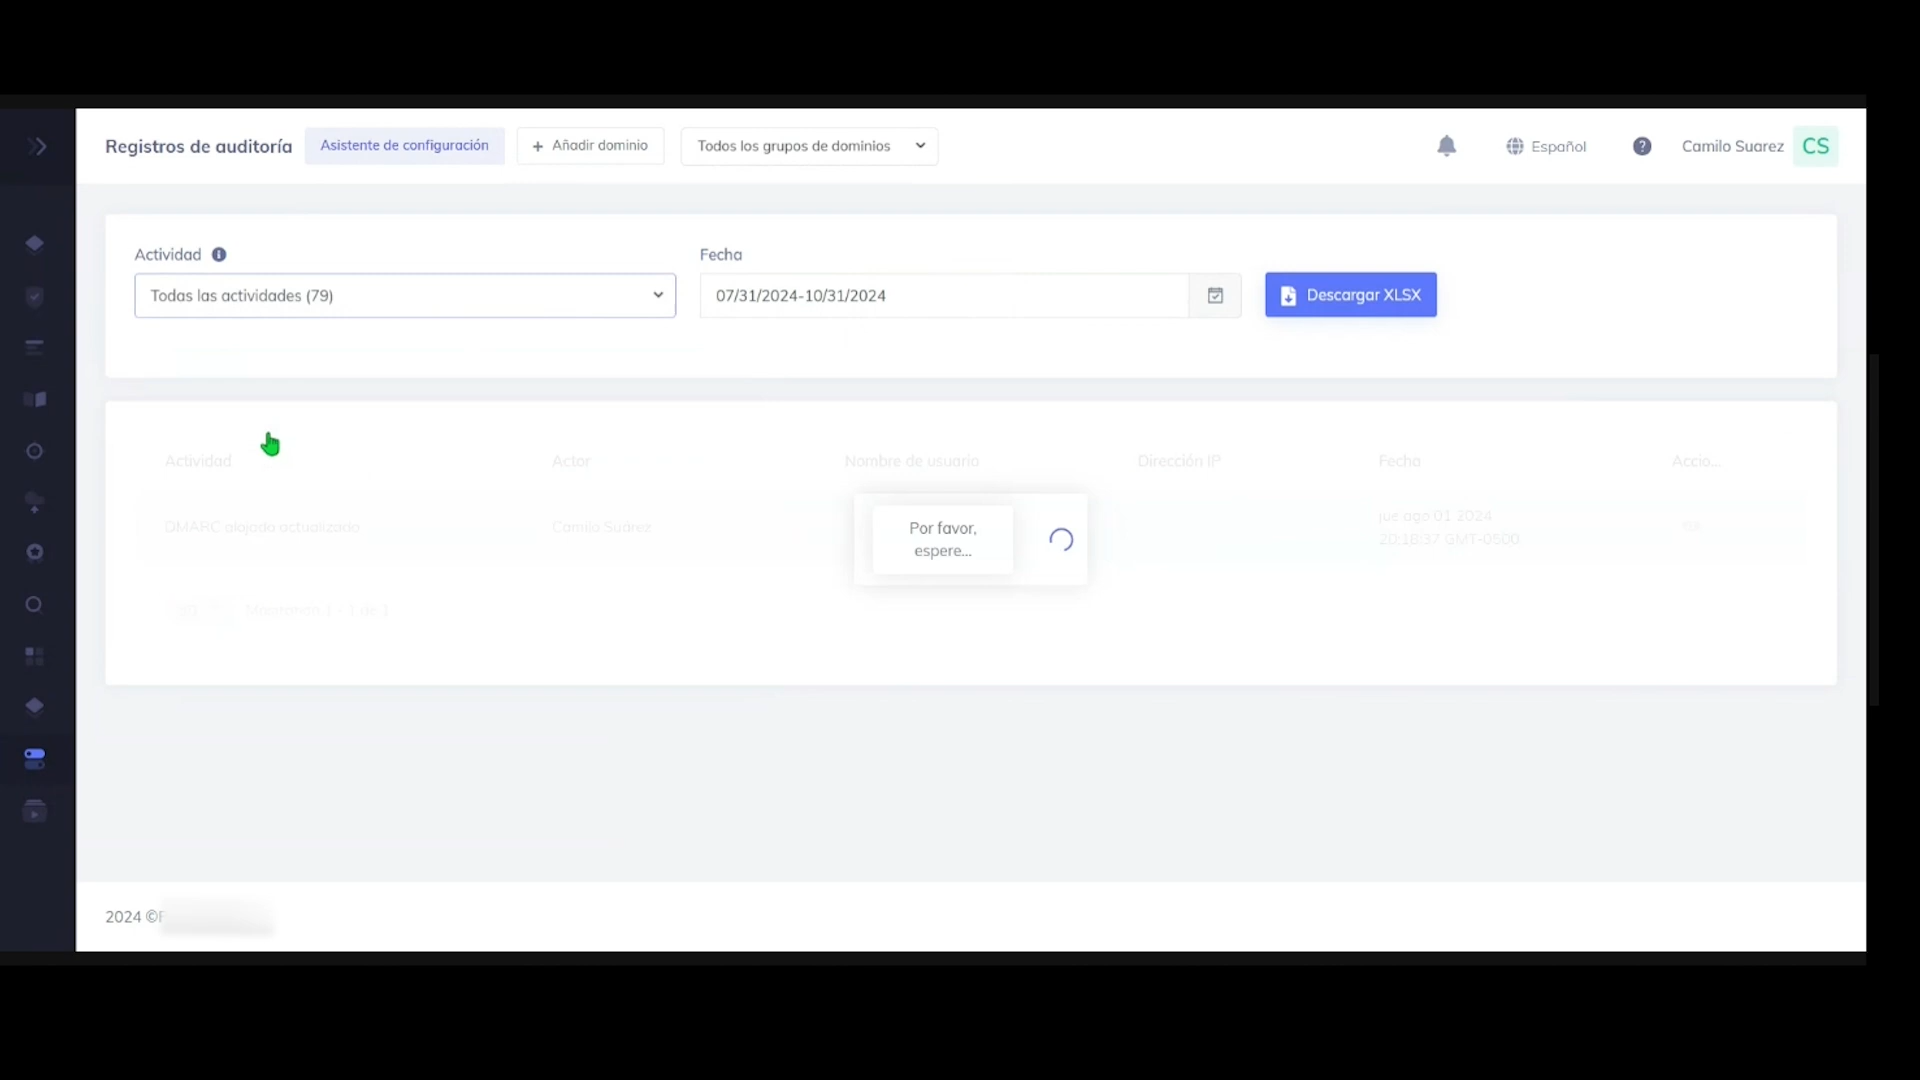 Registros de auditoría
Asistente de configuración
+ Añadir dominio
Todos los grupos de dominios
Español
Camilo Suarez
CS
Actividad
Fecha
Todas las actividades (79)
07/31/2024-10/31/2024
Descargar XLSX
Actividad
Actor
Nombre de usuario
Dirección IP
Fecha
Accio...
DMARC alojado actualizado
Camilo Suarez
jue ago 01 2024
20:18:37 GMT-0500
Por favor,
espere...
Mostrando 1 - 1 de 1
2024 ©